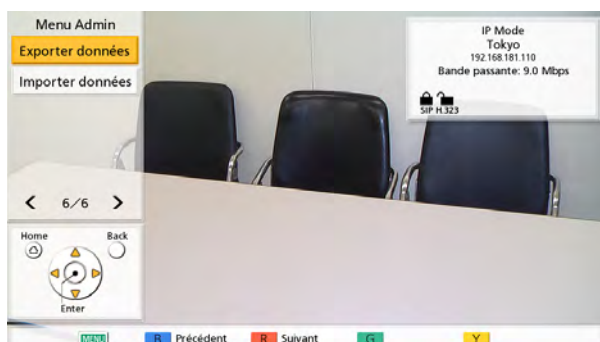 Menu Admin
Exporter données
Importer données
6/6
Home
Back
Enter
IP Mode
Tokyo
192.168.181.110
Bande passante: 9.0 Mbps
SIP H.323
MENU
B Précédent
R Suivant
G
Y